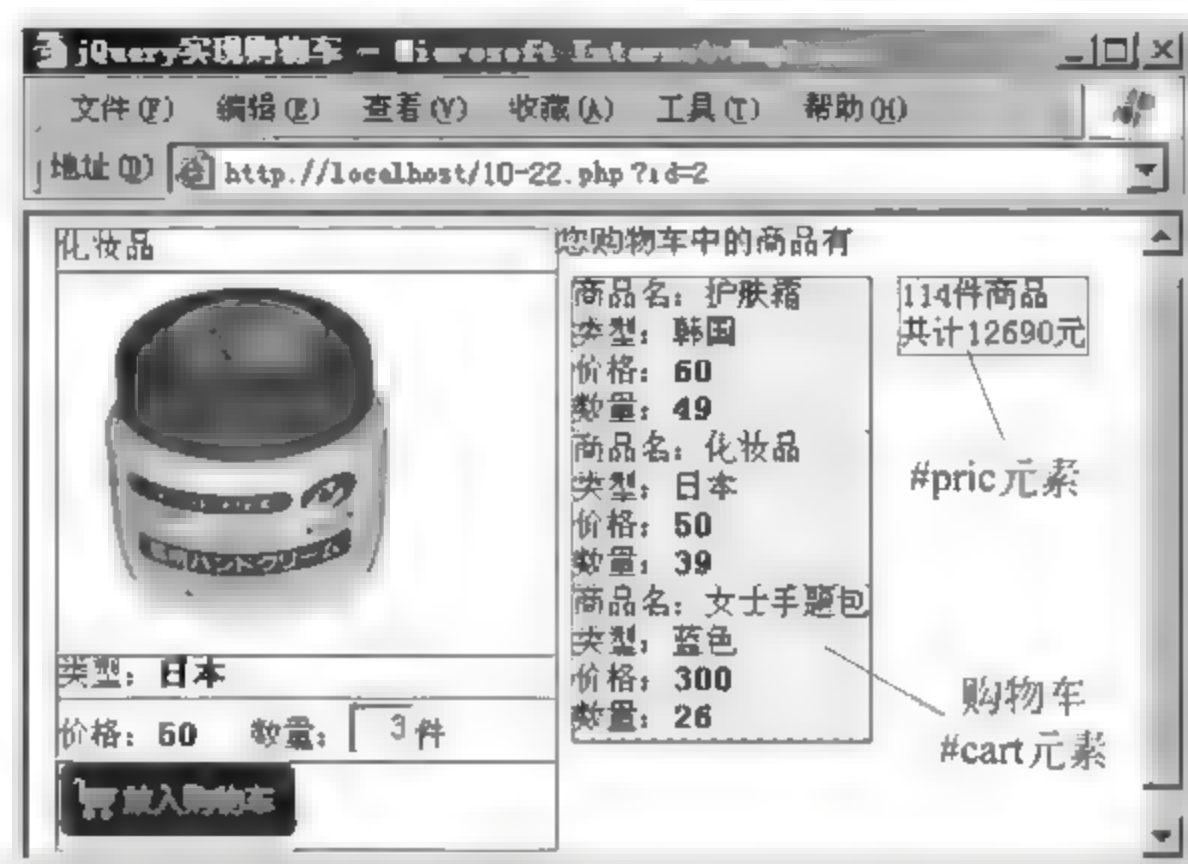 jQuery实现购物车 - Microsoft Internet
文件(F) 编辑(E) 查看(V) 收藏(A) 工具(T) 帮助(H)
地址(D) http://localhost/10-22.php?id=2
化妆品
类型：日本
价格：50 数量：3件
放入购物车
您购物车中的商品有
商品名：护肤霜
类型：韩国
价格：60
数量：49
商品名：化妆品
类型：日本
价格：50
数量：39
商品名：女士手题包
类型：蓝色
价格：300
数量：26
114件商品
共计12690元
#pric元素
购物车
#cart元素